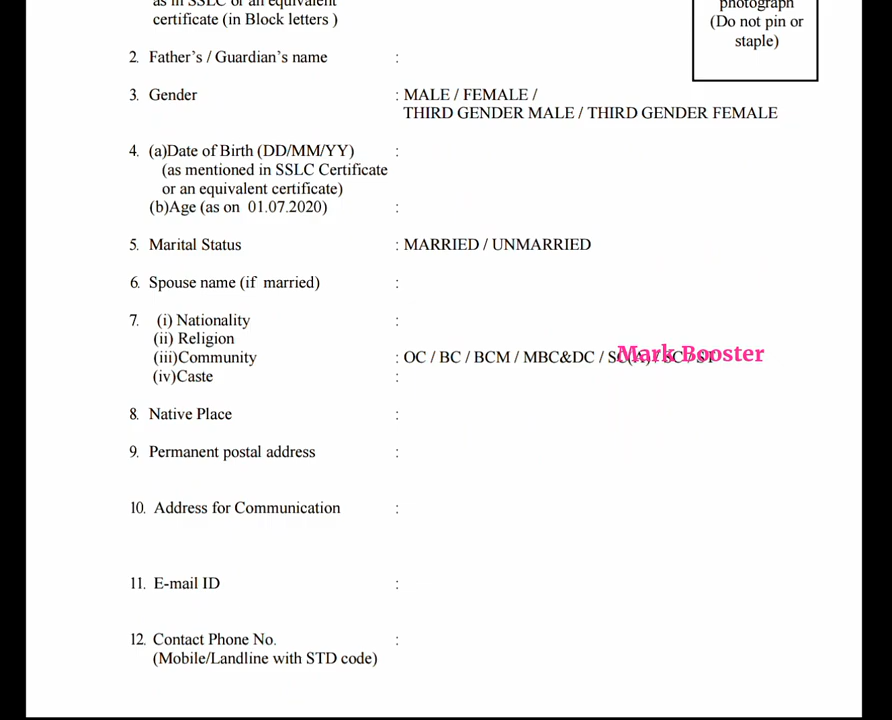 as in SSLC or an equivalent
certificate (in Block letters )
photograph
(Do not pin or
staple)
2. Father's / Guardian's name :
3. Gender : MALE / FEMALE /
THIRD GENDER MALE / THIRD GENDER FEMALE
4. (a)Date of Birth (DD/MM/YY) :
(as mentioned in SSLC Certificate
or an equivalent certificate)
(b)Age (as on 01.07.2020) :
5. Marital Status : MARRIED / UNMARRIED
6. Spouse name (if married) :
7. (i) Nationality :
(ii) Religion
(iii)Community : OC / BC / BCM / MBC&DC / SC(A) / SC / ST
Mark Booster
(iv)Caste :
8. Native Place :
9. Permanent postal address :
10. Address for Communication :
11. E-mail ID :
12. Contact Phone No. :
(Mobile/Landline with STD code)